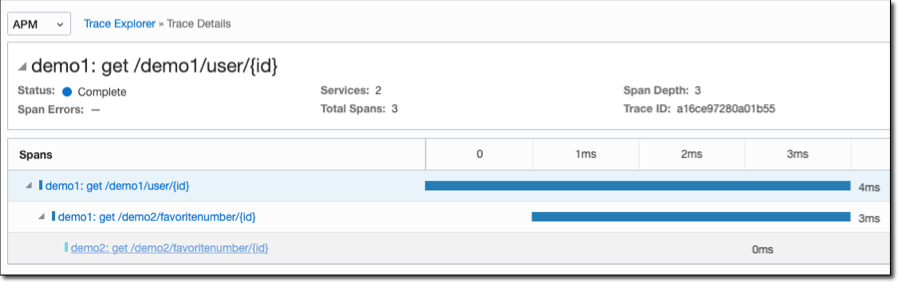 APM Trace Explorer » Trace Details
demo1: get /demo1/user/{id}
Status: Complete Services: 2 Span Depth: 3
Span Errors: — Total Spans: 3 Trace ID: a16ce97280a01b55
Spans 0 1ms 2ms 3ms
demo1: get /demo1/user/{id} 4ms
demo1: get /demo2/favoritenumber/{id} 3ms
demo2: get /demo2/favoritenumber/{id} 0ms